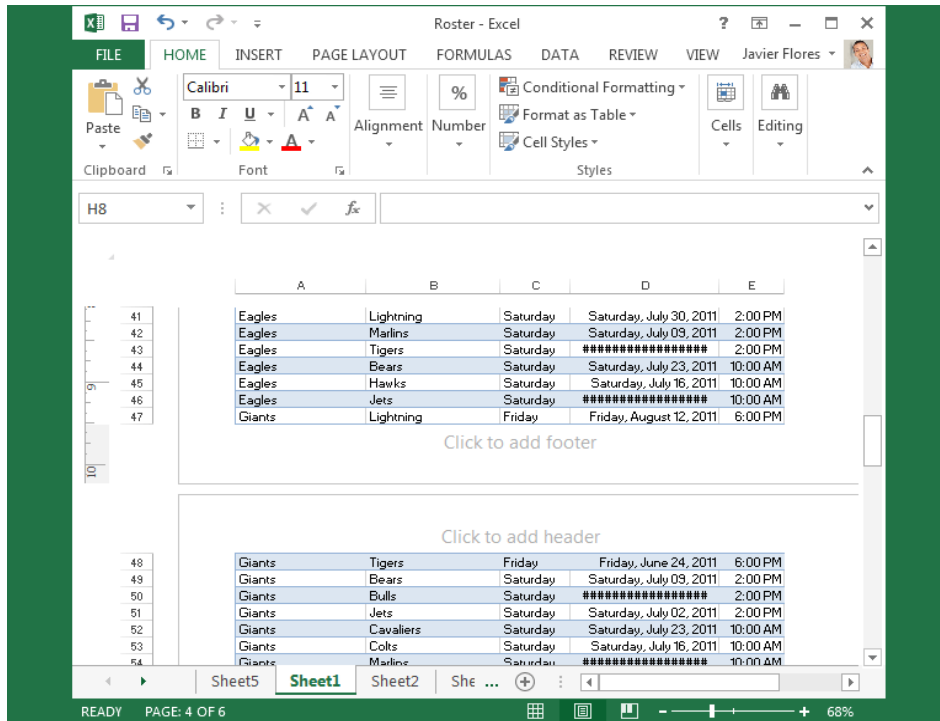 Roster - Excel
FILE HOME INSERT PAGE LAYOUT FORMULAS DATA REVIEW VIEW Javier Flores
Calibri 11
Paste
B I U A A
A
Alignment Number
%
Conditional Formatting
Format as Table
Cell Styles
Cells Editing
Clipboard Font Styles
H8 fx
A B C D E
41 Eagles Lightning Saturday Saturday, July 30, 2011 2:00 PM
42 Eagles Marlins Saturday Saturday, July 09, 2011 2:00 PM
43 Eagles Tigers Saturday ################# 2:00 PM
44 Eagles Bears Saturday Saturday, July 23, 2011 10:00 AM
45 Eagles Hawks Saturday Saturday, July 16, 2011 10:00 AM
46 Eagles Jets Saturday ################# 10:00 AM
47 Giants Lightning Friday Friday, August 12, 2011 6:00 PM
9
Click to add footer
10
Click to add header
48 Giants Tigers Friday Friday, June 24, 2011 6:00 PM
49 Giants Bears Saturday Saturday, July 09, 2011 2:00 PM
50 Giants Bulls Saturday ################# 2:00 PM
51 Giants Jets Saturday Saturday, July 02, 2011 2:00 PM
52 Giants Cavaliers Saturday Saturday, July 23, 2011 10:00 AM
53 Giants Colts Saturday Saturday, July 16, 2011 10:00 AM
54 Giants Marlins Saturday ################# 10:00 AM
Sheet5 Sheet1 Sheet2 She ...
READY PAGE: 4 OF 6 68%